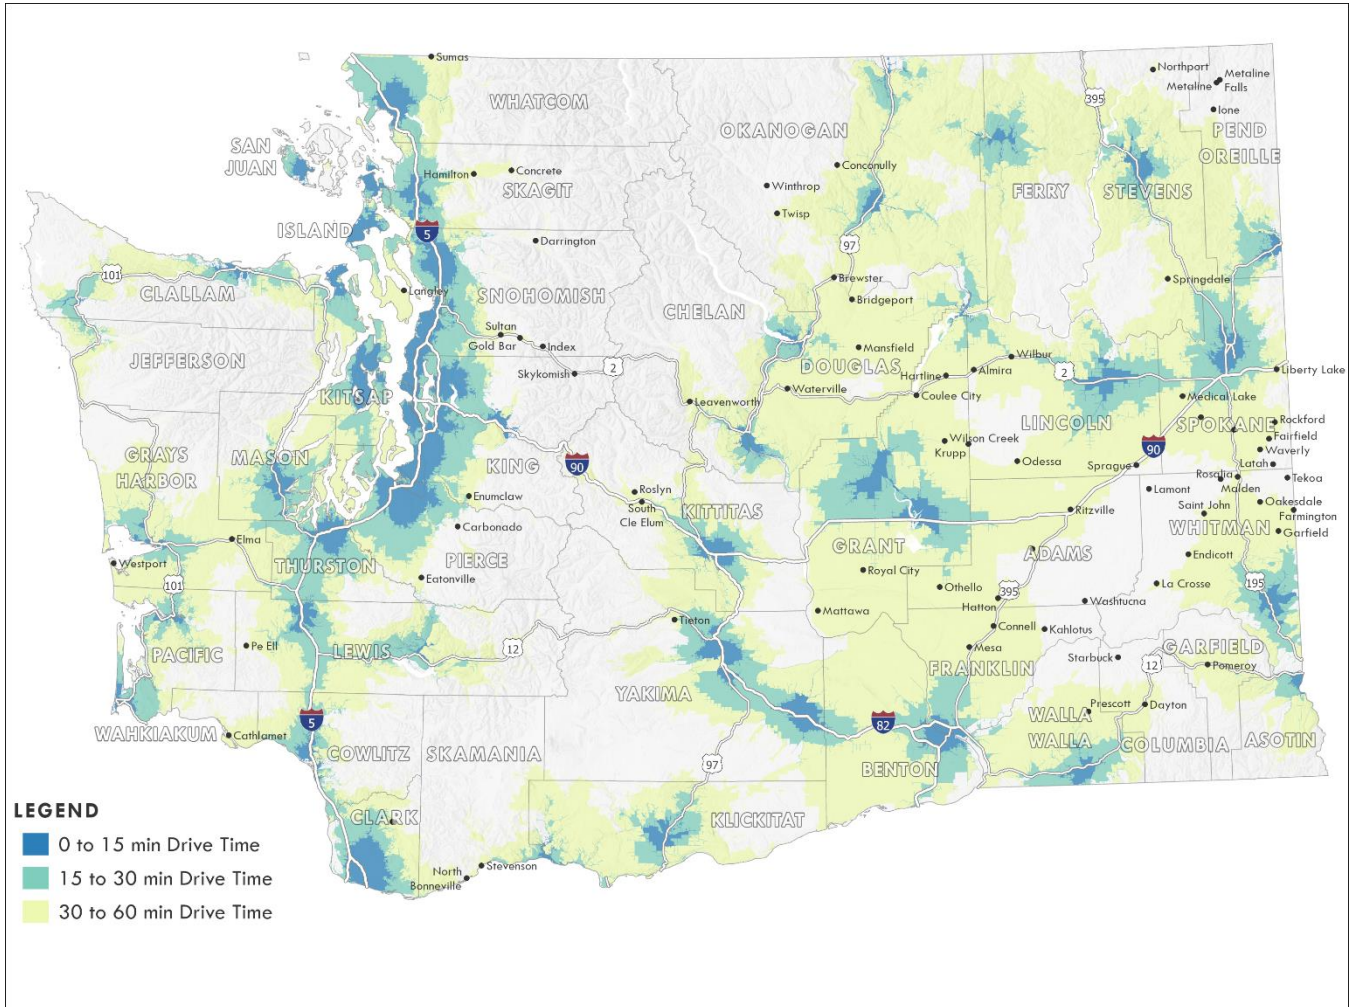 Sumas
Northport
Metaline
Falls
Metaline
395
Ione
WHATCOM
OKANOGAN
PEND
OREILLE
SAN
JUAN
Hamilton
Concrete
SKAGIT
Conconully
Winthrop
FERRY
STEVENS
Twisp
ISLAND
5
Darrington
97
101
CLALLAM
Langley
SNOHOMISH
Brewster
Springdale
Bridgeport
CHELAN
Sultan
Gold Bar
Index
JEFFERSON
Skykomish
2
Mansfield
DOUGLAS
Wilbur
Hartline
Almira
2
Liberty Lake
KITSAP
Waterville
Coulee City
Leavenworth
Medical Lake
LINCOLN
SPOKANE
Rockford
Fairfield
Waverly
Wilson Creek
Krupp
90
GRAYS
HARBOR
MASON
KING
90
Odessa
Sprague
Latah
Rosalia
Malden
Tekoa
Enumclaw
Roslyn
South
Cle Elum
KITTITAS
Lamont
Saint John
Oakesdale
Farmington
Ritzville
WHITMAN
Garfield
Carbonado
Elma
GRANT
ADAMS
Westport
THURSTON
PIERCE
Endicott
Royal City
101
Eatonville
Othello
395
La Crosse
195
Hatton
Washtucna
Mattawa
Tieton
Connell
Kahlotus
Pe Ell
PACIFIC
LEWIS
12
Mesa
GARFIELD
Starbuck
12
Pomeroy
FRANKLIN
YAKIMA
Prescott
Dayton
WALLA
WALLA
5
82
WAHKIAKUM
Cathlamet
COWLITZ
SKAMANIA
COLUMBIA
ASOTIN
97
BENTON
LEGEND
CLARK
KLICKITAT
0 to 15 min Drive Time
North
Bonneville
Stevenson
15 to 30 min Drive Time
30 to 60 min Drive Time